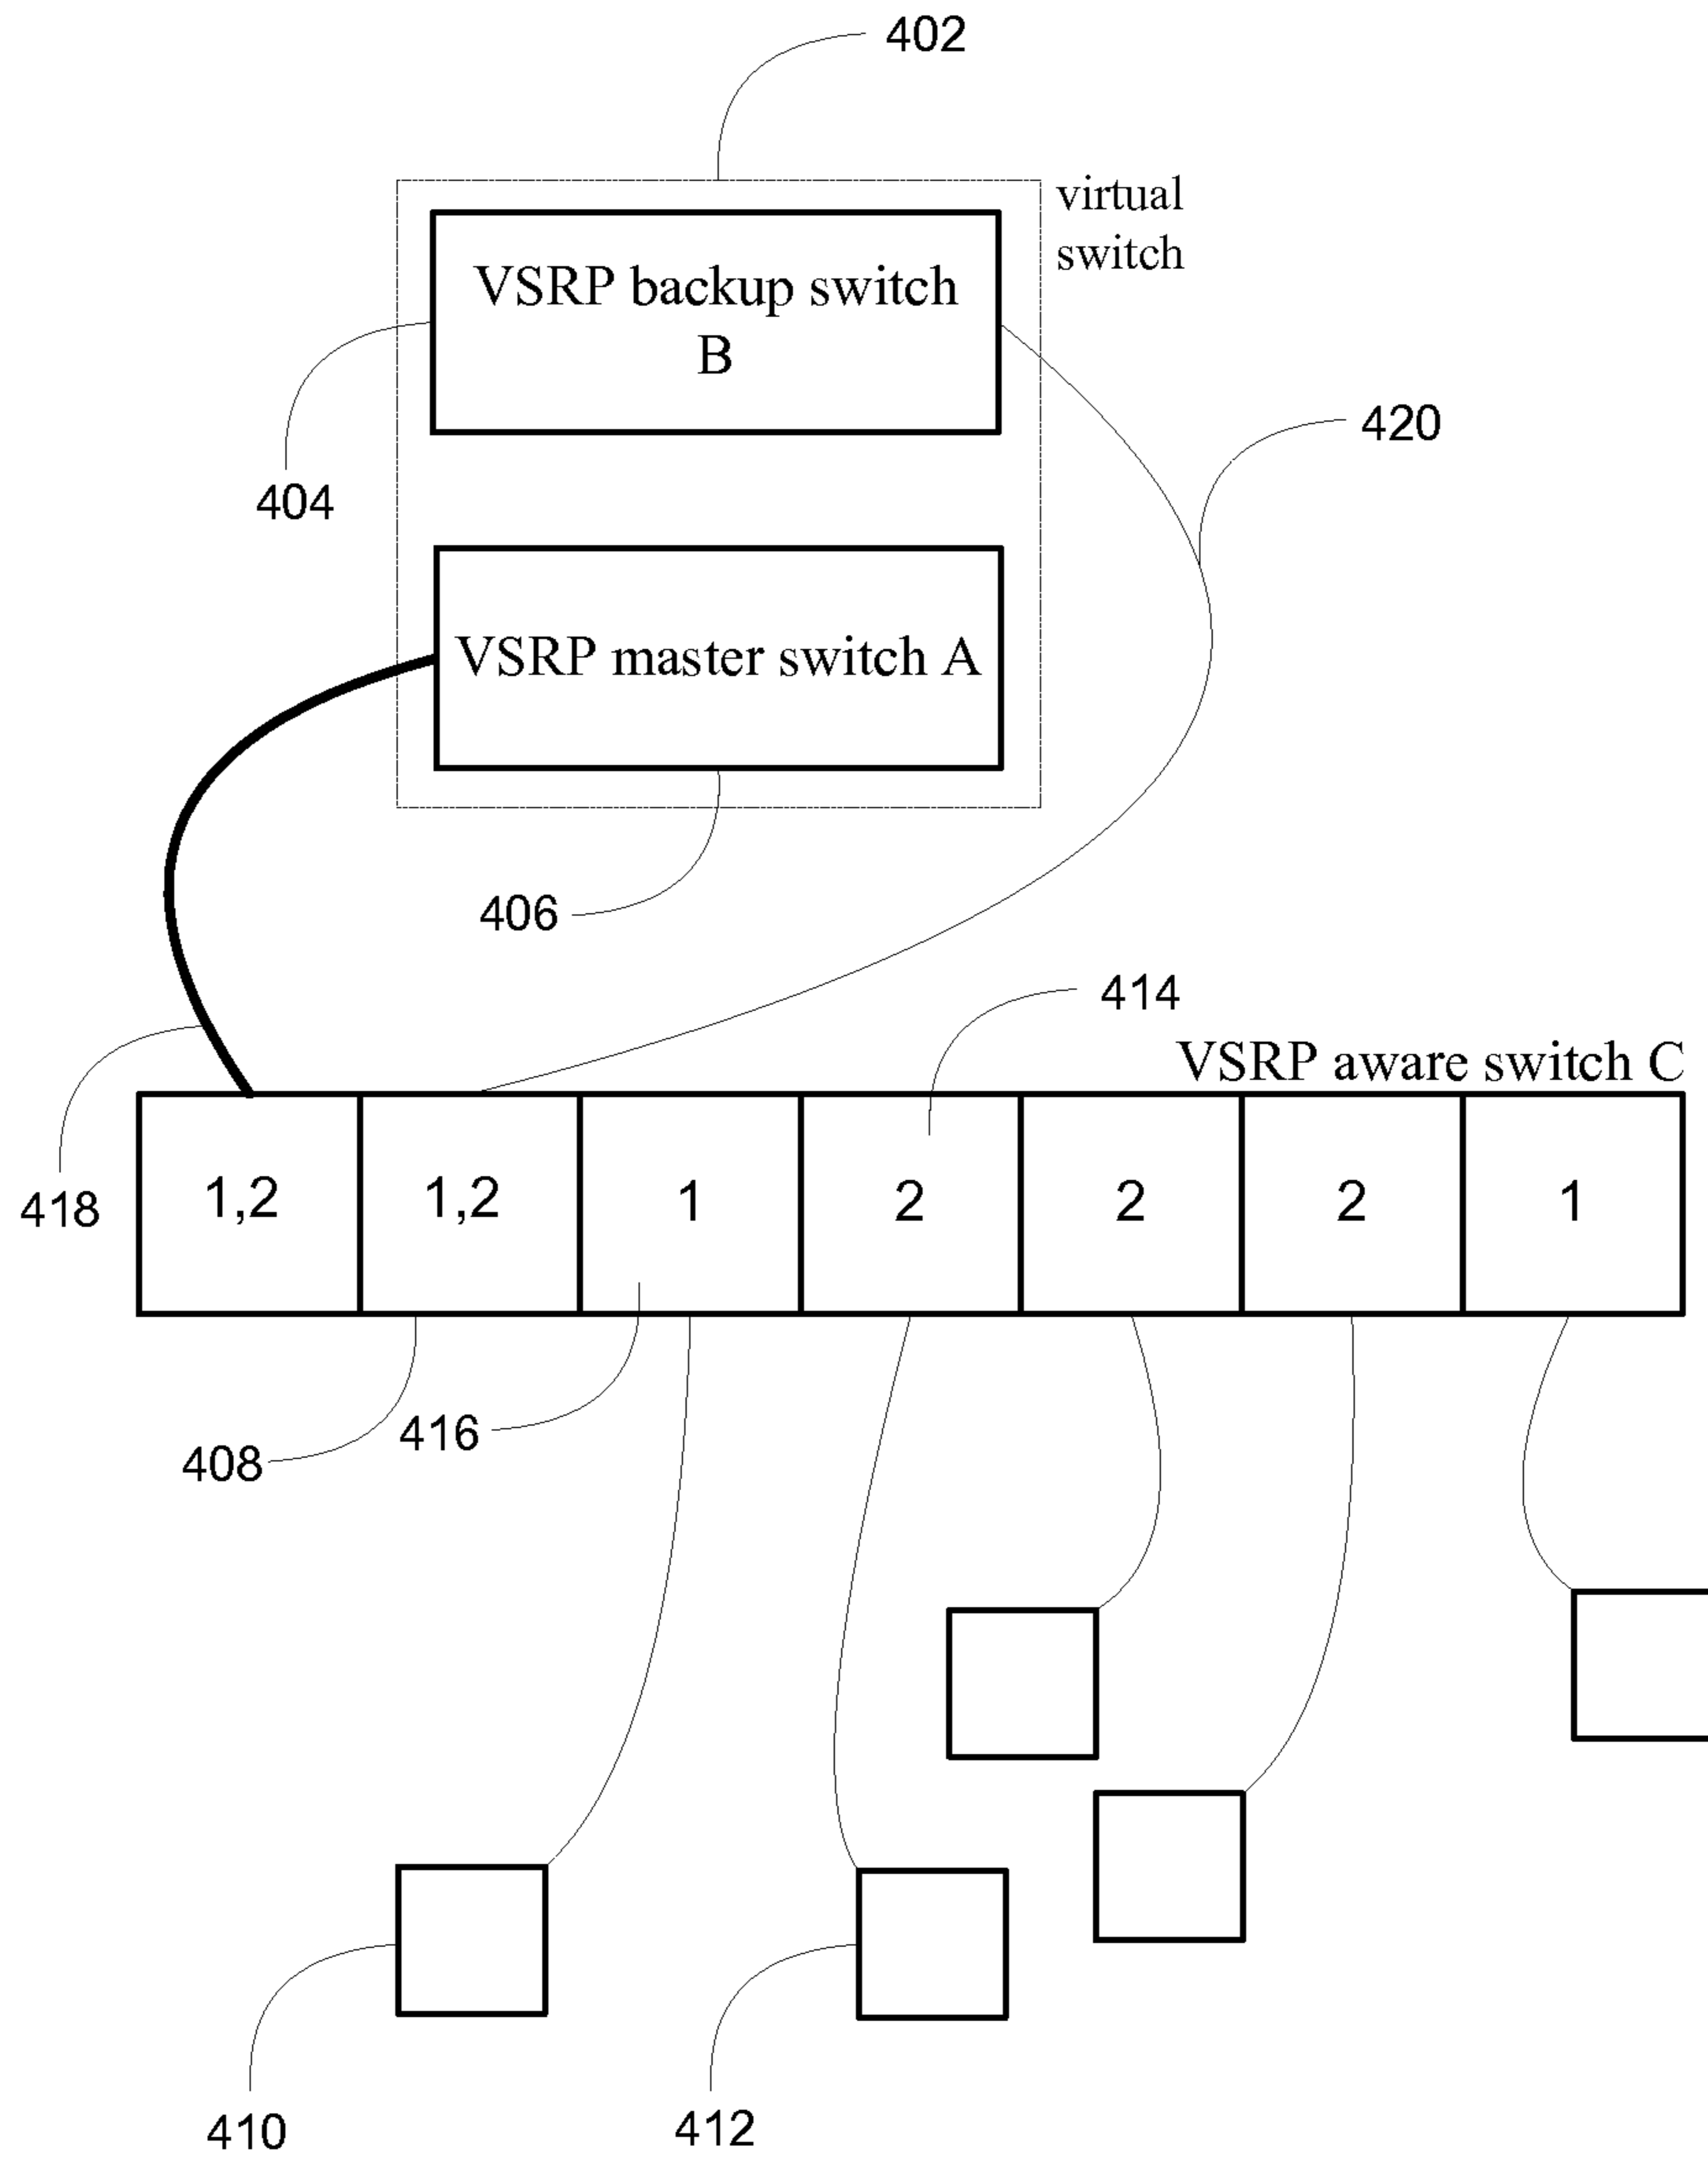 402
virtual
switch
VSRP backup switch
B
420
404
VSRP master switch A
406
414
VSRP aware switch C
418
1,2
1,2
1
2
2
2
1
416
408
410
412